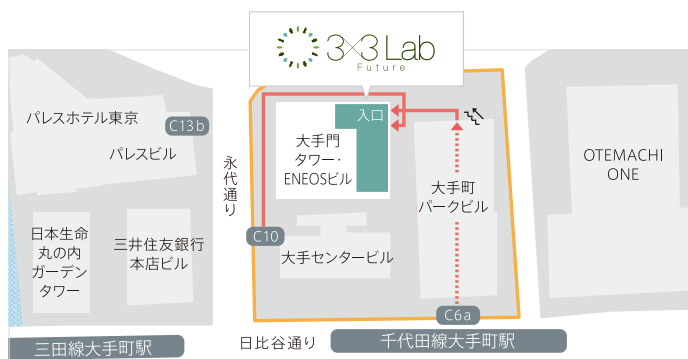 3×3 Lab
Future
パレスホテル東京
C13b
パレスビル
入口
大手門
タワー・
ENEOSビル
永代通り
大手町
パークビル
OTEMACHI
ONE
日本生命
丸の内
ガーデン
タワー
三井住友銀行
本店ビル
C10
大手センタービル
C6a
三田線大手町駅
日比谷通り
千代田線大手町駅